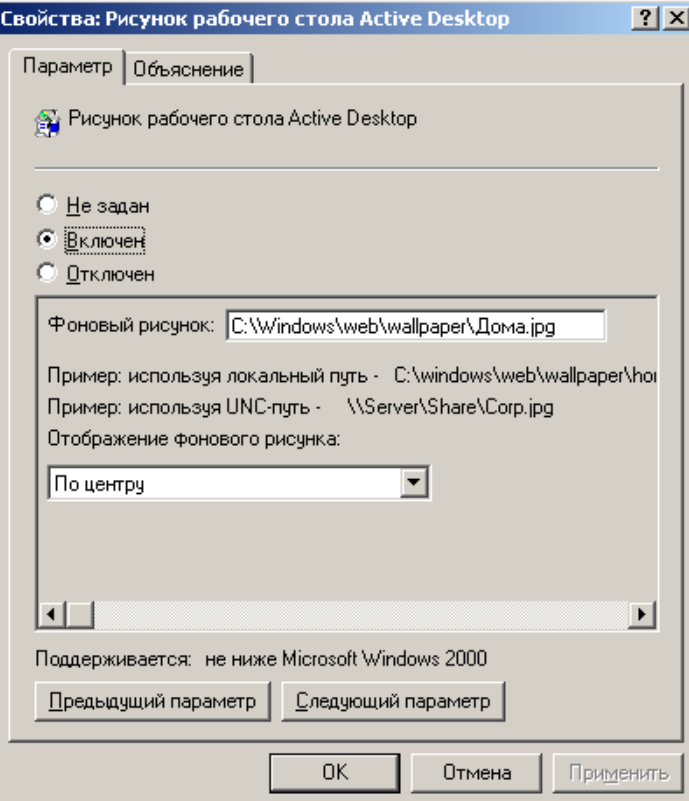 Свойства: Рисунок рабочего стола Active Desktop
Параметр Объяснение
Рисунок рабочего стола Active Desktop
Не задан
Включен
Отключен
Фоновый рисунок: C:\Windows\web\wallpaper\Дома.jpg
Пример: используя локальный путь - C:\windows\web\wallpaper\ho
Пример: используя UNC-путь - \\Server\Share\Corp.jpg
Отображение фонового рисунка:
По центру
Поддерживается: не ниже Microsoft Windows 2000
Предыдущий параметр Следующий параметр
OK Отмена Применить